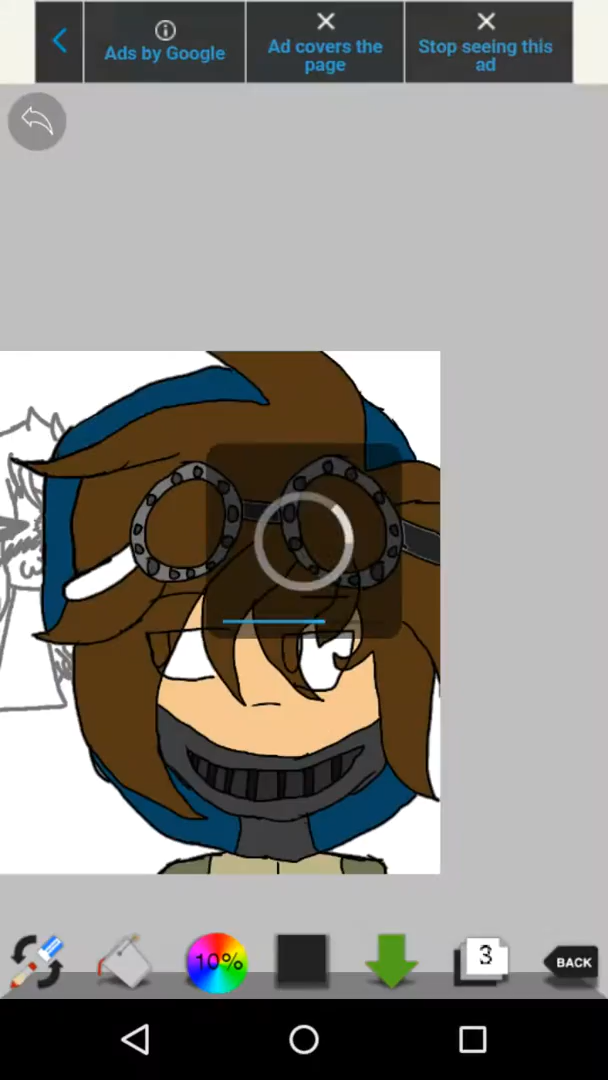 Ads by Google
Ad covers the
page
Stop seeing this
ad
10%
3
BACK